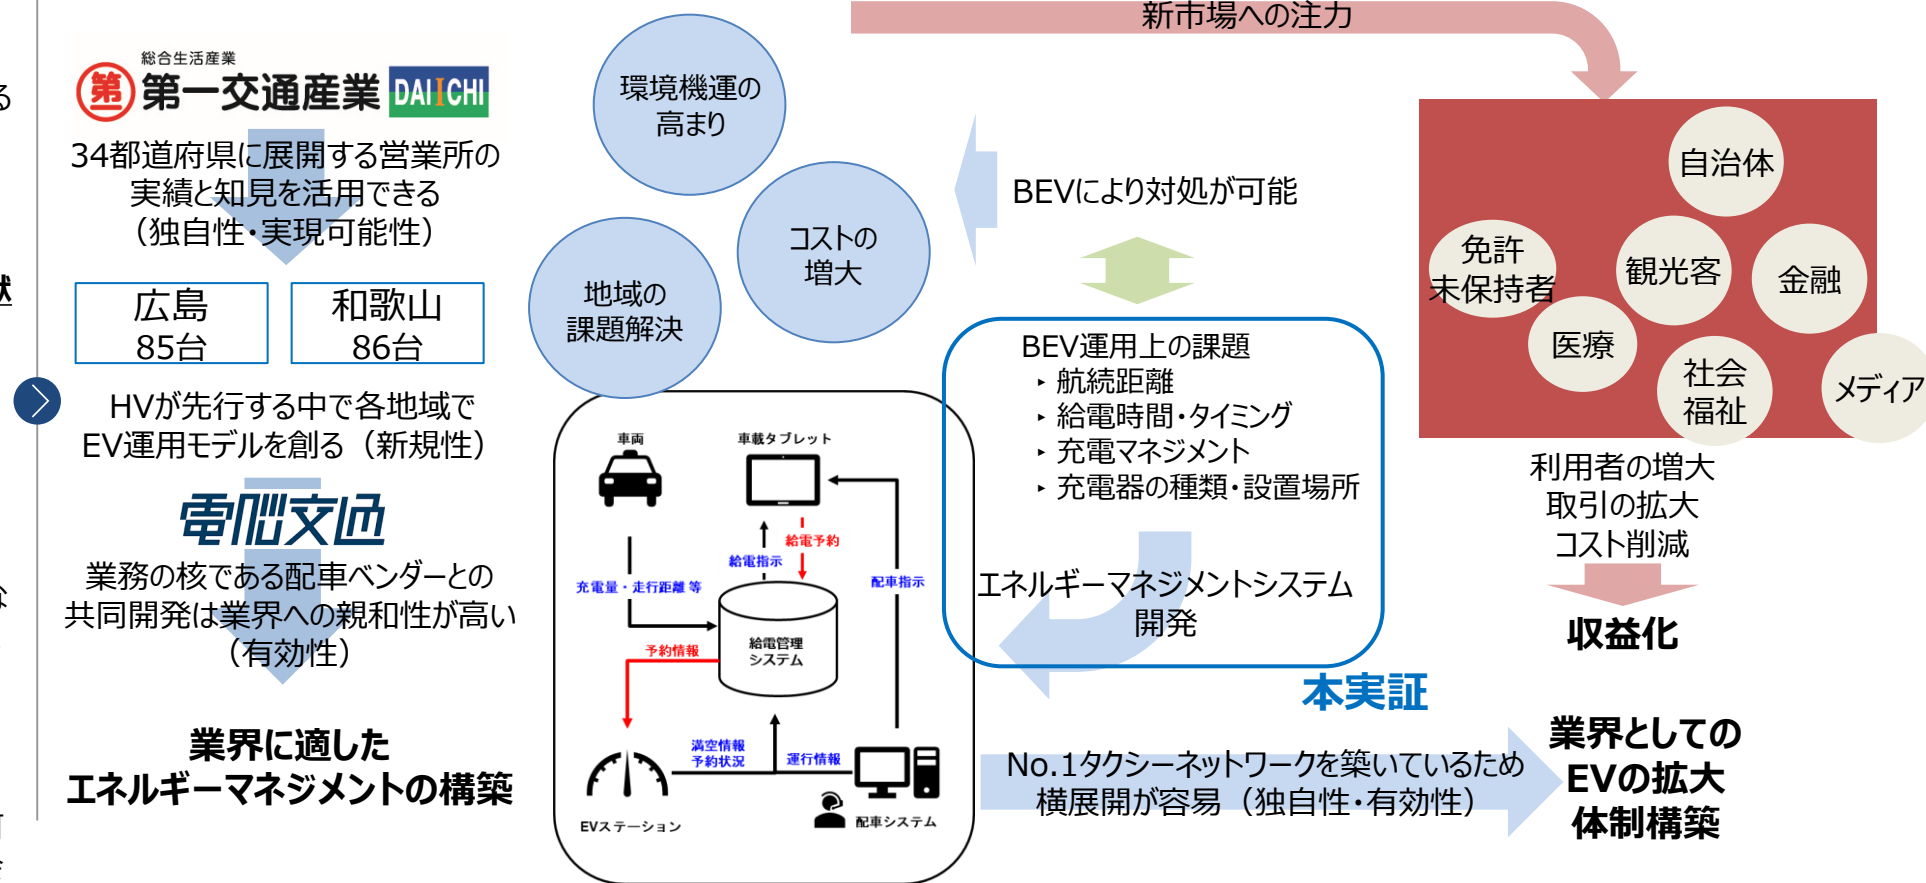 る
献
な
総合生活産業
第 第一交通産業 DAIICHI
34都道府県に展開する営業所の
実績と知見を活用できる
（独自性・実現可能性）
広島
85台
和歌山
86台
HVが先行する中で各地域で
EV運用モデルを創る（新規性）
電脳交通
業務の核である配車ベンダーとの
共同開発は業界への親和性が高い
（有効性）
業界に適した
エネルギーマネジメントの構築
環境機運の
高まり
コストの
増大
地域の
課題解決
BEVにより対処が可能
BEV運用上の課題
‣ 航続距離
‣ 給電時間・タイミング
‣ 充電マネジメント
‣ 充電器の種類・設置場所
エネルギーマネジメントシステム
開発
本実証
車両
車載タブレット
給電予約
給電指示
充電量・走行距離 等
配車指示
給電管理
システム
予約情報
満空情報
予約状況
運行情報
EVステーション
配車システム
No.1タクシーネットワークを築いているため
横展開が容易（独自性・有効性）
新市場への注力
自治体
免許
未保持者
観光客
金融
医療
社会
福祉
メディア
利用者の増大
取引の拡大
コスト削減
収益化
業界としての
EVの拡大
体制構築